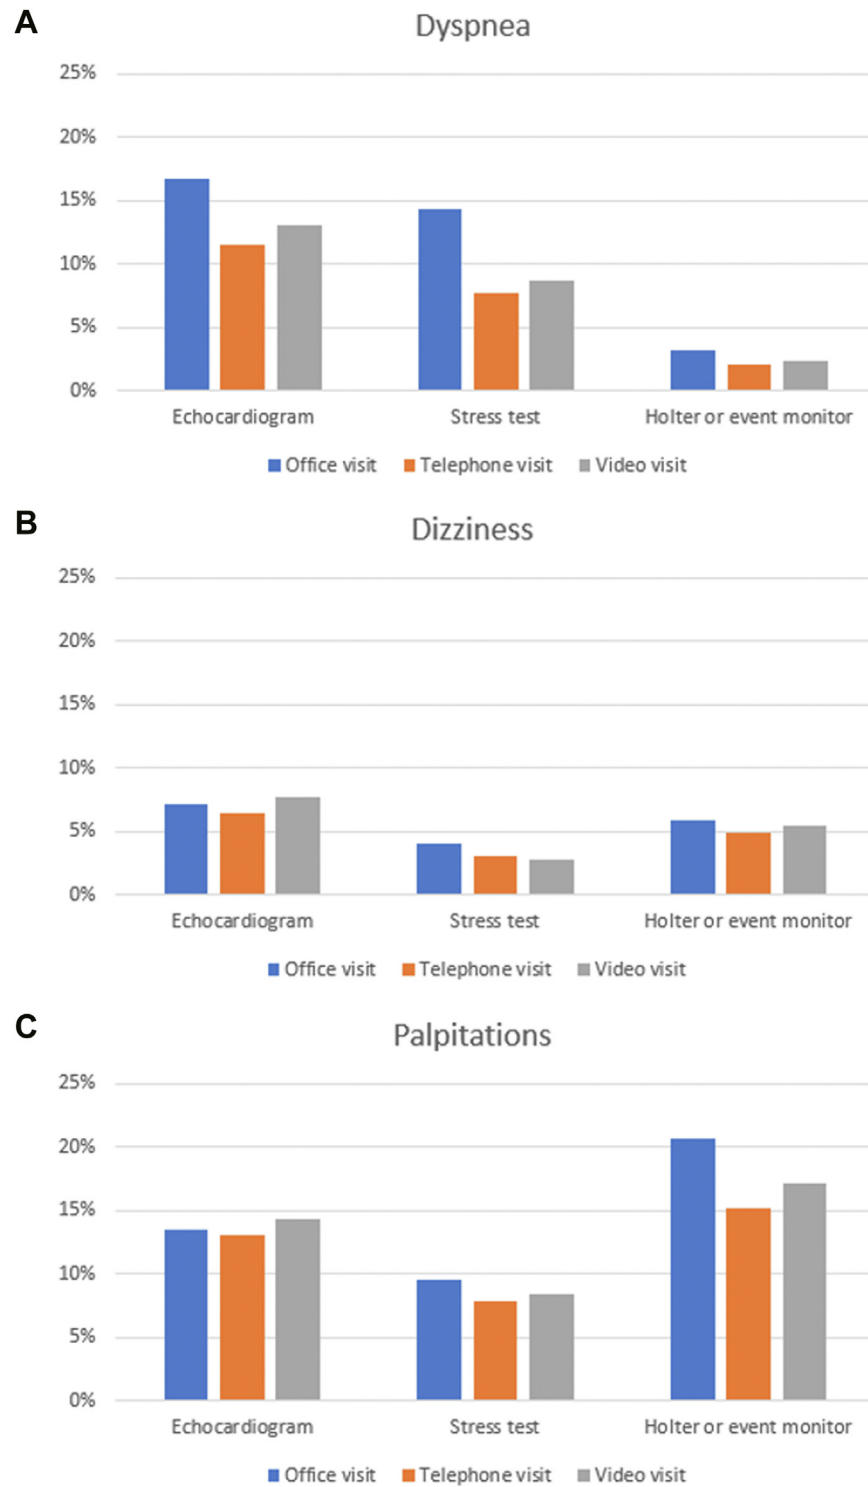 A
Dyspnea
25%
20%
15%
10%
5%
0%
Echocardiogram Stress test Holter or event monitor
Office visit Telephone visit Video visit
B
Dizziness
25%
20%
15%
10%
5%
0%
Echocardiogram Stress test Holter or event monitor
Office visit Telephone visit Video visit
C
Palpitations
25%
20%
15%
10%
5%
0%
Echocardiogram Stress test Holter or event monitor
Office visit Telephone visit Video visit